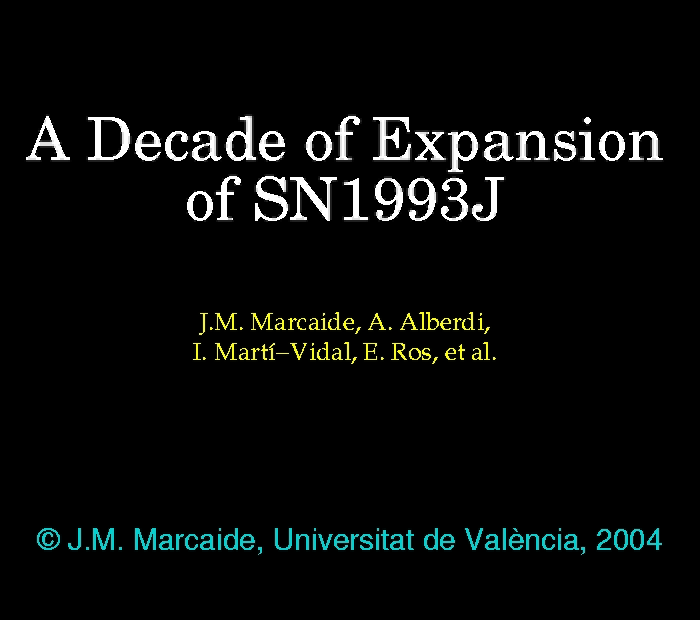 A Decade of Expansion
of SN1993J
J.M. Marcaide, A. Alberdi,
I. Martí–Vidal, E. Ros, et al.
© J.M. Marcaide, Universitat de València, 2004